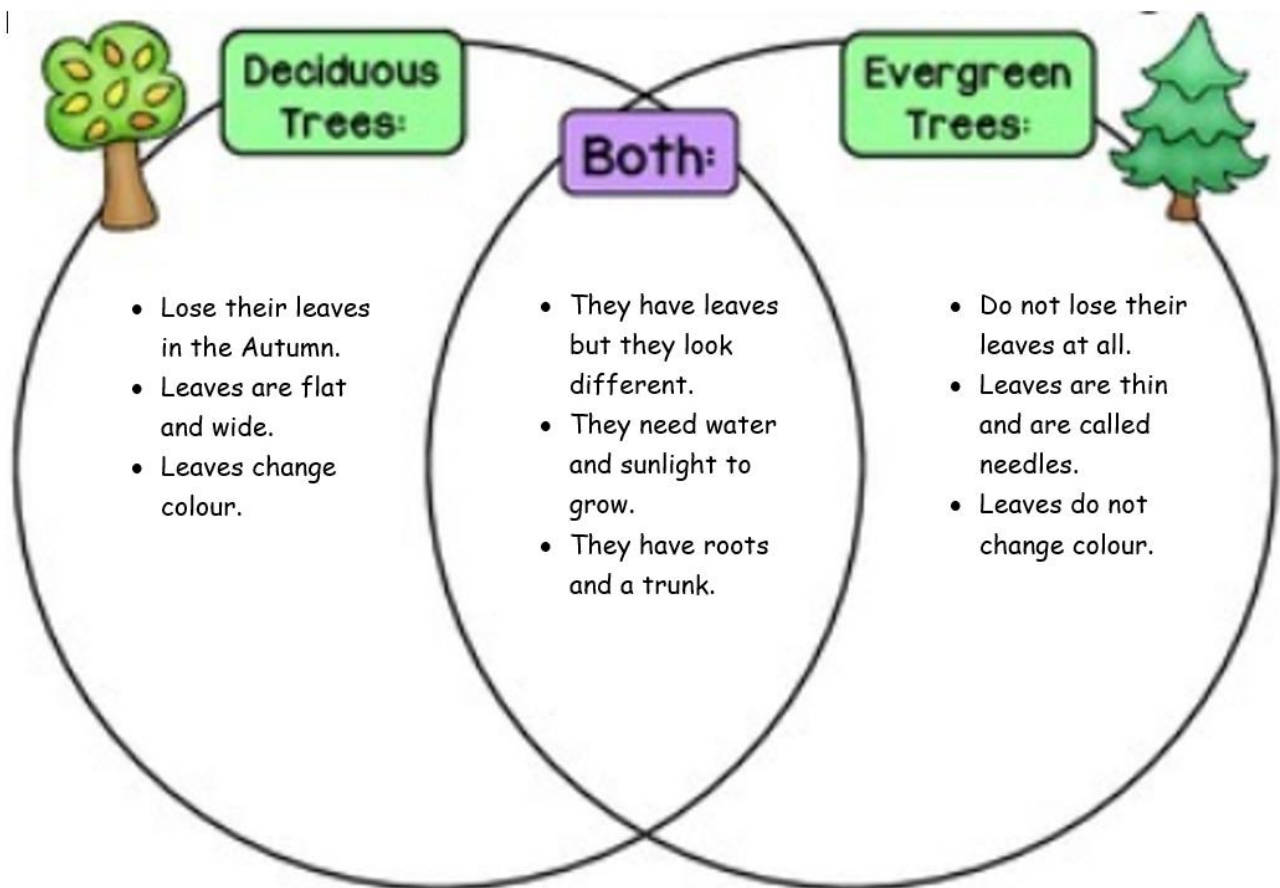 Deciduous
Trees:
Both:
Evergreen
Trees:
• Lose their leaves
in the Autumn.
• Leaves are flat
and wide.
• Leaves change
colour.
• They have leaves
but they look
different.
• They need water
and sunlight to
grow.
• They have roots
and a trunk.
• Do not lose their
leaves at all.
• Leaves are thin
and are called
needles.
• Leaves do not
change colour.